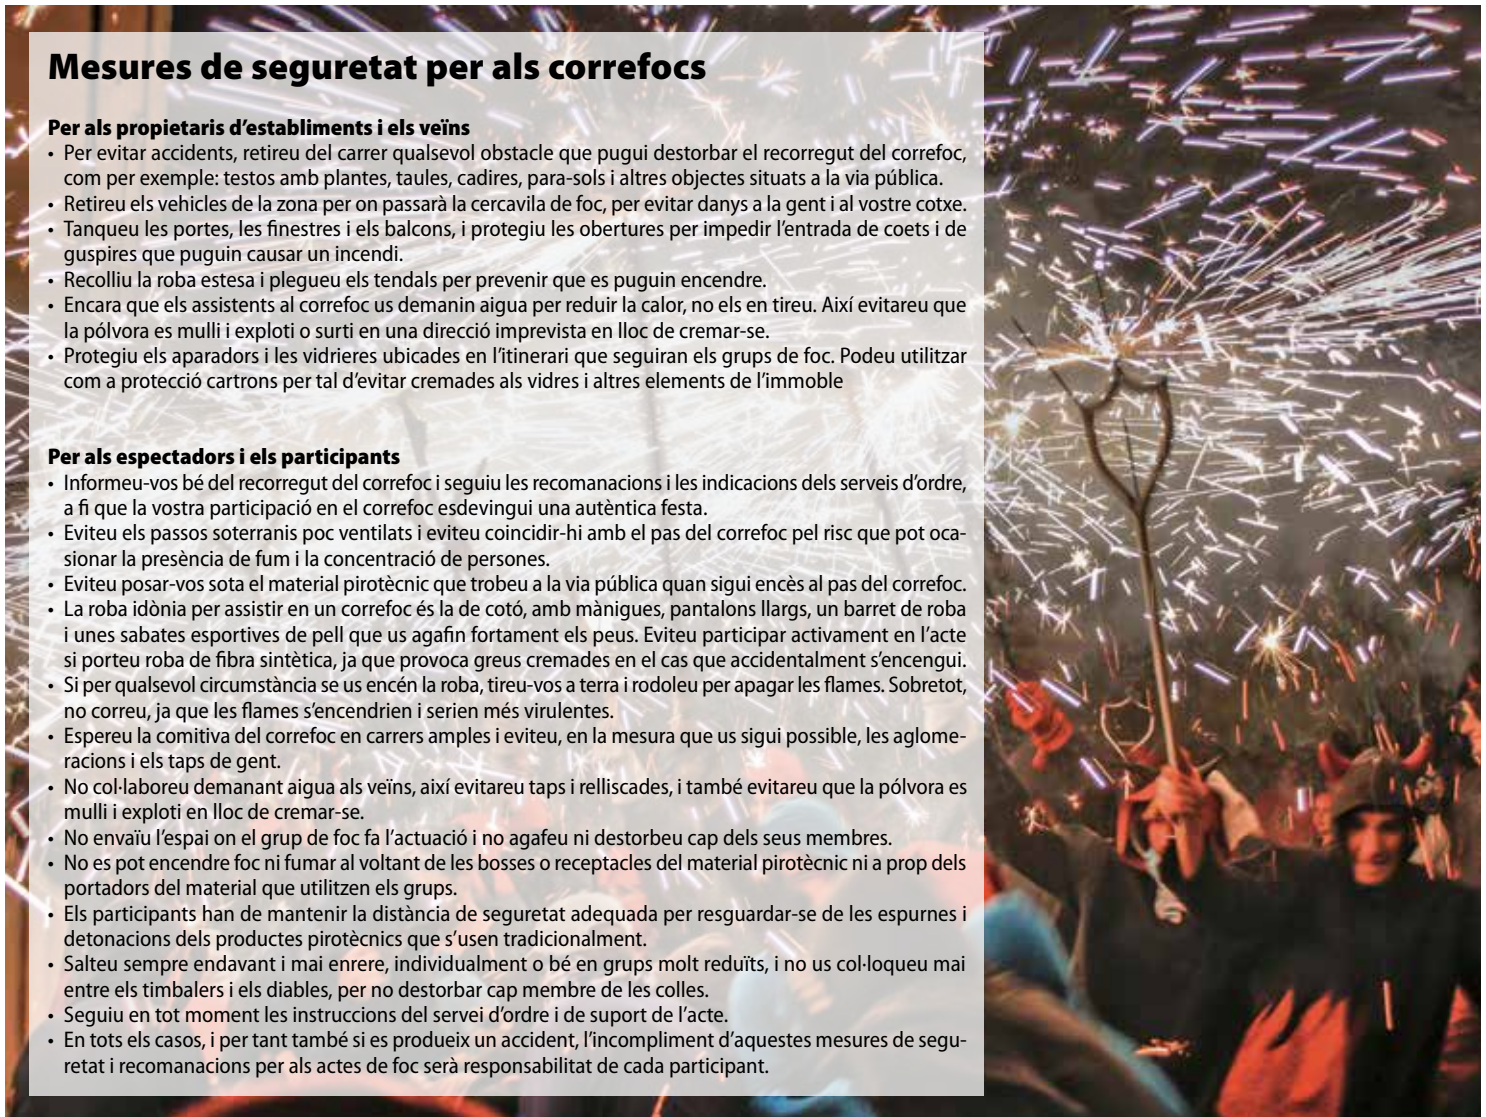 Mesures de seguretat per als correfocs
Per als propietaris d'establiments i els veïns
• Per evitar accidents, retireu del carrer qualsevol obstacle que pugui destorbar el recorregut del correfoc,
com per exemple: testos amb plantes, taules, cadires, para-sols i altres objectes situats a la via pública.
• Retireu els vehicles de la zona per on passarà la cercavila de foc, per evitar danys a la gent i al vostre cotxe.
• Tanqueu les portes, les finestres i els balcons, i protegiu les obertures per impedir l'entrada de coets i de
guspires que puguin causar un incendi.
• Recolliu la roba estesa i plegueu els tendals per prevenir que es puguin encendre.
• Encara que els assistents al correfoc us demanin aigua per reduir la calor, no els en tireu. Així evitareu que
la pólvora es mulli i exploti o surti en una direcció imprevista en lloc de cremar-se.
• Protegiu els aparadors i les vidrieres ubicades en l'itinerari que seguiran els grups de foc. Podeu utilitzar
com a protecció cartrons per tal d'evitar cremades als vidres i altres elements de l'immoble
Per als espectadors i els participants
• Informeu-vos bé del recorregut del correfoc i seguiu les recomanacions i les indicacions dels serveis d'ordre,
a fi que la vostra participació en el correfoc esdevingui una autèntica festa.
• Eviteu els passos soterranis poc ventilats i eviteu coincidir-hi amb el pas del correfoc pel risc que pot oca-
sionar la presència de fum i la concentració de persones.
• Eviteu posar-vos sota el material pirotècnic que trobeu a la via pública quan sigui encès al pas del correfoc.
• La roba idònia per assistir en un correfoc és la de cotó, amb mànigues, pantalons llargs, un barret de roba
i unes sabates esportives de pell que us agafin fortament els peus. Eviteu participar activament en l'acte
si porteu roba de fibra sintètica, ja que provoca greus cremades en el cas que accidentalment s'encengui.
• Si per qualsevol circumstància se us encén la roba, tireu-vos a terra i rodoleu per apagar les flames. Sobretot,
no correu, ja que les flames s'encendrien i serien més virulentes.
• Espereu la comitiva del correfoc en carrers amples i eviteu, en la mesura que us sigui possible, les aglome-
racions i els taps de gent.
• No col·laboreu demanant aigua als veïns, així evitareu taps i relliscades, i també evitareu que la pólvora es
mulli i exploti en lloc de cremar-se.
• No envaïu l'espai on el grup de foc fa l'actuació i no agafeu ni destorbeu cap dels seus membres.
• No es pot encendre foc ni fumar al voltant de les bosses o receptacles del material pirotècnic ni a prop dels
portadors del material que utilitzen els grups.
• Els participants han de mantenir la distància de seguretat adequada per resguardar-se de les espurnes i
detonacions dels productes pirotècnics que s'usen tradicionalment.
• Salteu sempre endavant i mai enrere, individualment o bé en grups molt reduïts, i no us col·loqueu mai
entre els timbalers i els diables, per no destorbar cap membre de les colles.
• Seguiu en tot moment les instruccions del servei d'ordre i de suport de l'acte.
• En tots els casos, i per tant també si es produeix un accident, l'incompliment d'aquestes mesures de segu-
retat i recomanacions per als actes de foc serà responsabilitat de cada participant.